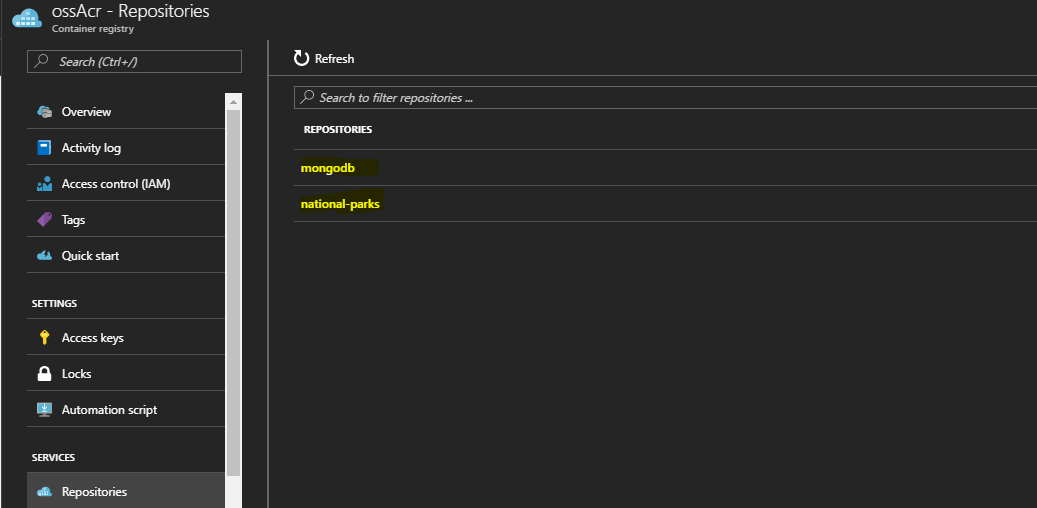 ossAcr - Repositories
Container registry
Search (Ctrl+/)
Overview
Activity log
Access control (IAM)
Tags
Quick start
SETTINGS
Access keys
Locks
Automation script
SERVICES
Repositories
Refresh
Search to filter repositories ...
REPOSITORIES
mongodb
national-parks